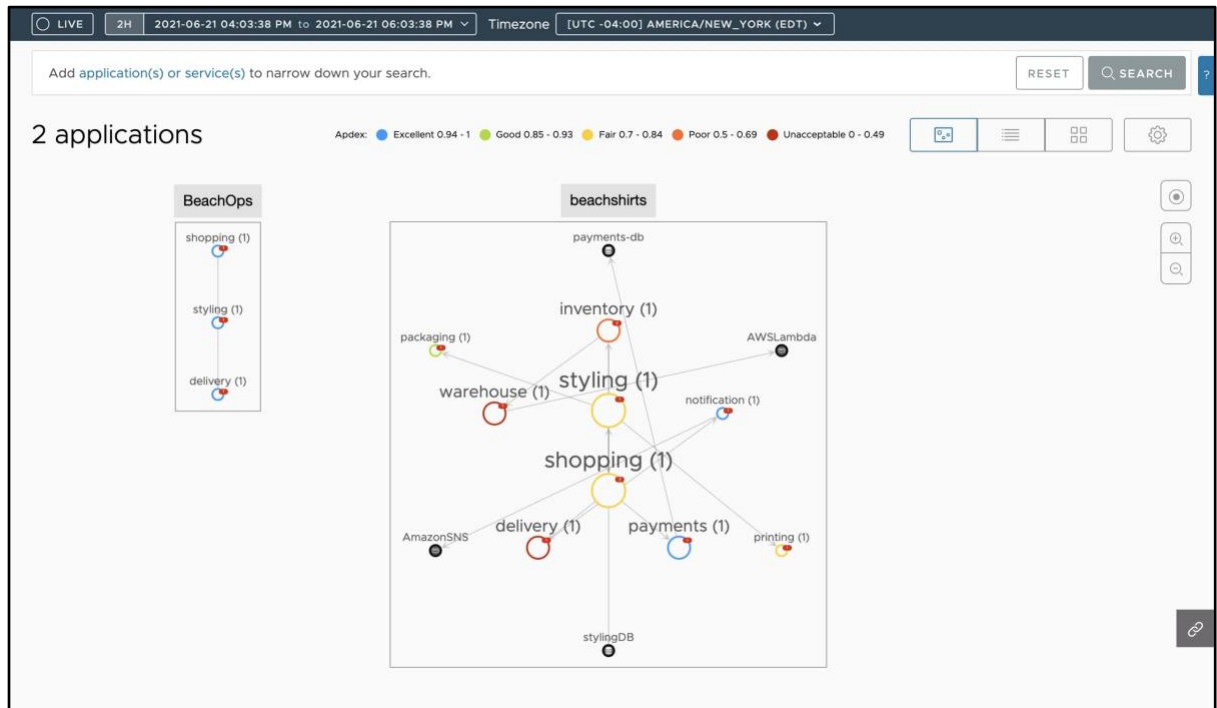 LIVE 2H 2021-06-21 04:03:38 PM to 2021-06-21 06:03:38 PM Timezone [UTC -04:00] AMERICA/NEW_YORK (EDT)
Add application(s) or service(s) to narrow down your search. RESET SEARCH ?
2 applications Apdex: Excellent 0.94 - 1 Good 0.85 - 0.93 Fair 0.7 - 0.84 Poor 0.5 - 0.69 Unacceptable 0 - 0.49
BeachOps
shopping (1)
styling (1)
delivery (1)
beachshirts
payments-db
inventory (1)
packaging (1)
AWSLambda
styling (1)
warehouse (1)
notification (1)
shopping (1)
delivery (1)
payments (1)
AmazonSNS
printing (1)
stylingDB